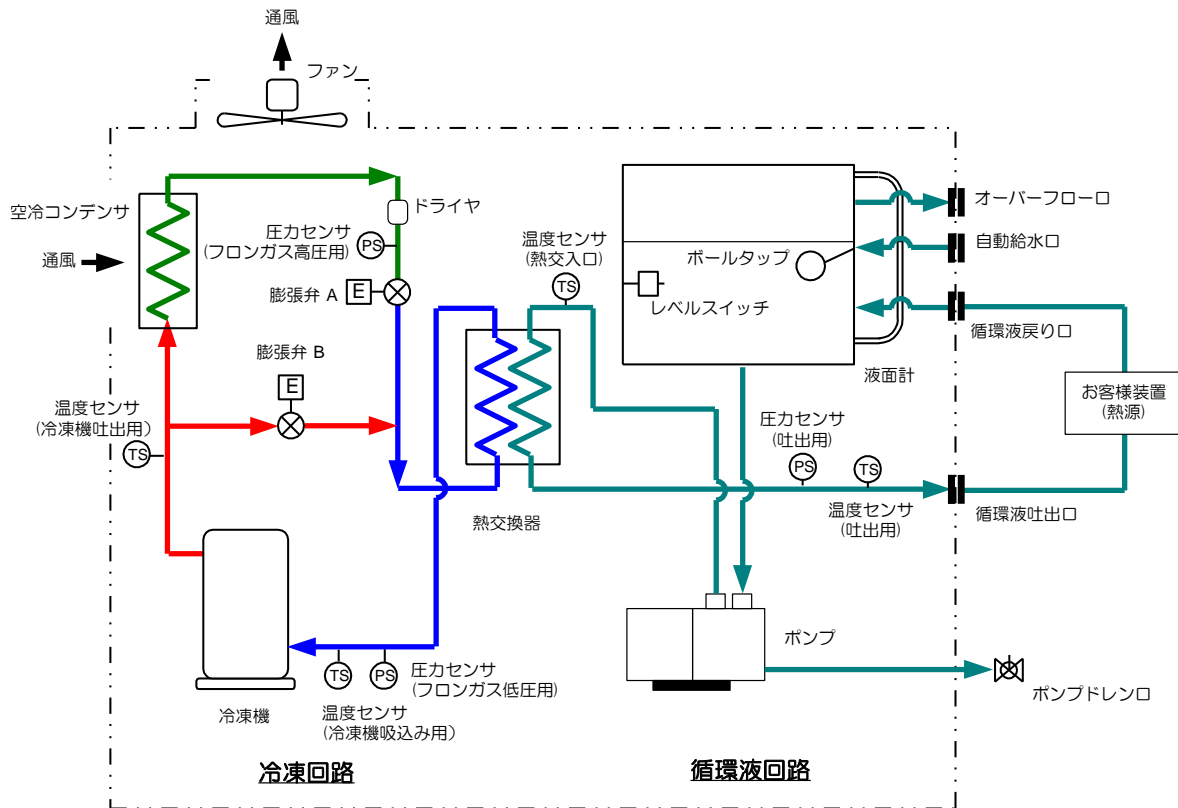 通風
ファン
空冷コンデンサ
通風
ドライヤ
圧力センサ
(フロンガス高圧用)
PS
膨張弁 A
E
膨張弁 B
E
温度センサ
(冷凍機吐出用)
TS
温度センサ
(熱交入口)
TS
ボールタップ
レベルスイッチ
オーバーフロー口
自動給水口
循環液戻り口
液面計
お客様装置
(熱源)
圧力センサ
(吐出用)
PS
TS
温度センサ
(吐出用)
循環液吐出口
熱交換器
ポンプ
ポンプドレン口
冷凍機
TS
PS
圧力センサ
(フロンガス低圧用)
温度センサ
(冷凍機吸込み用)
冷凍回路
循環液回路